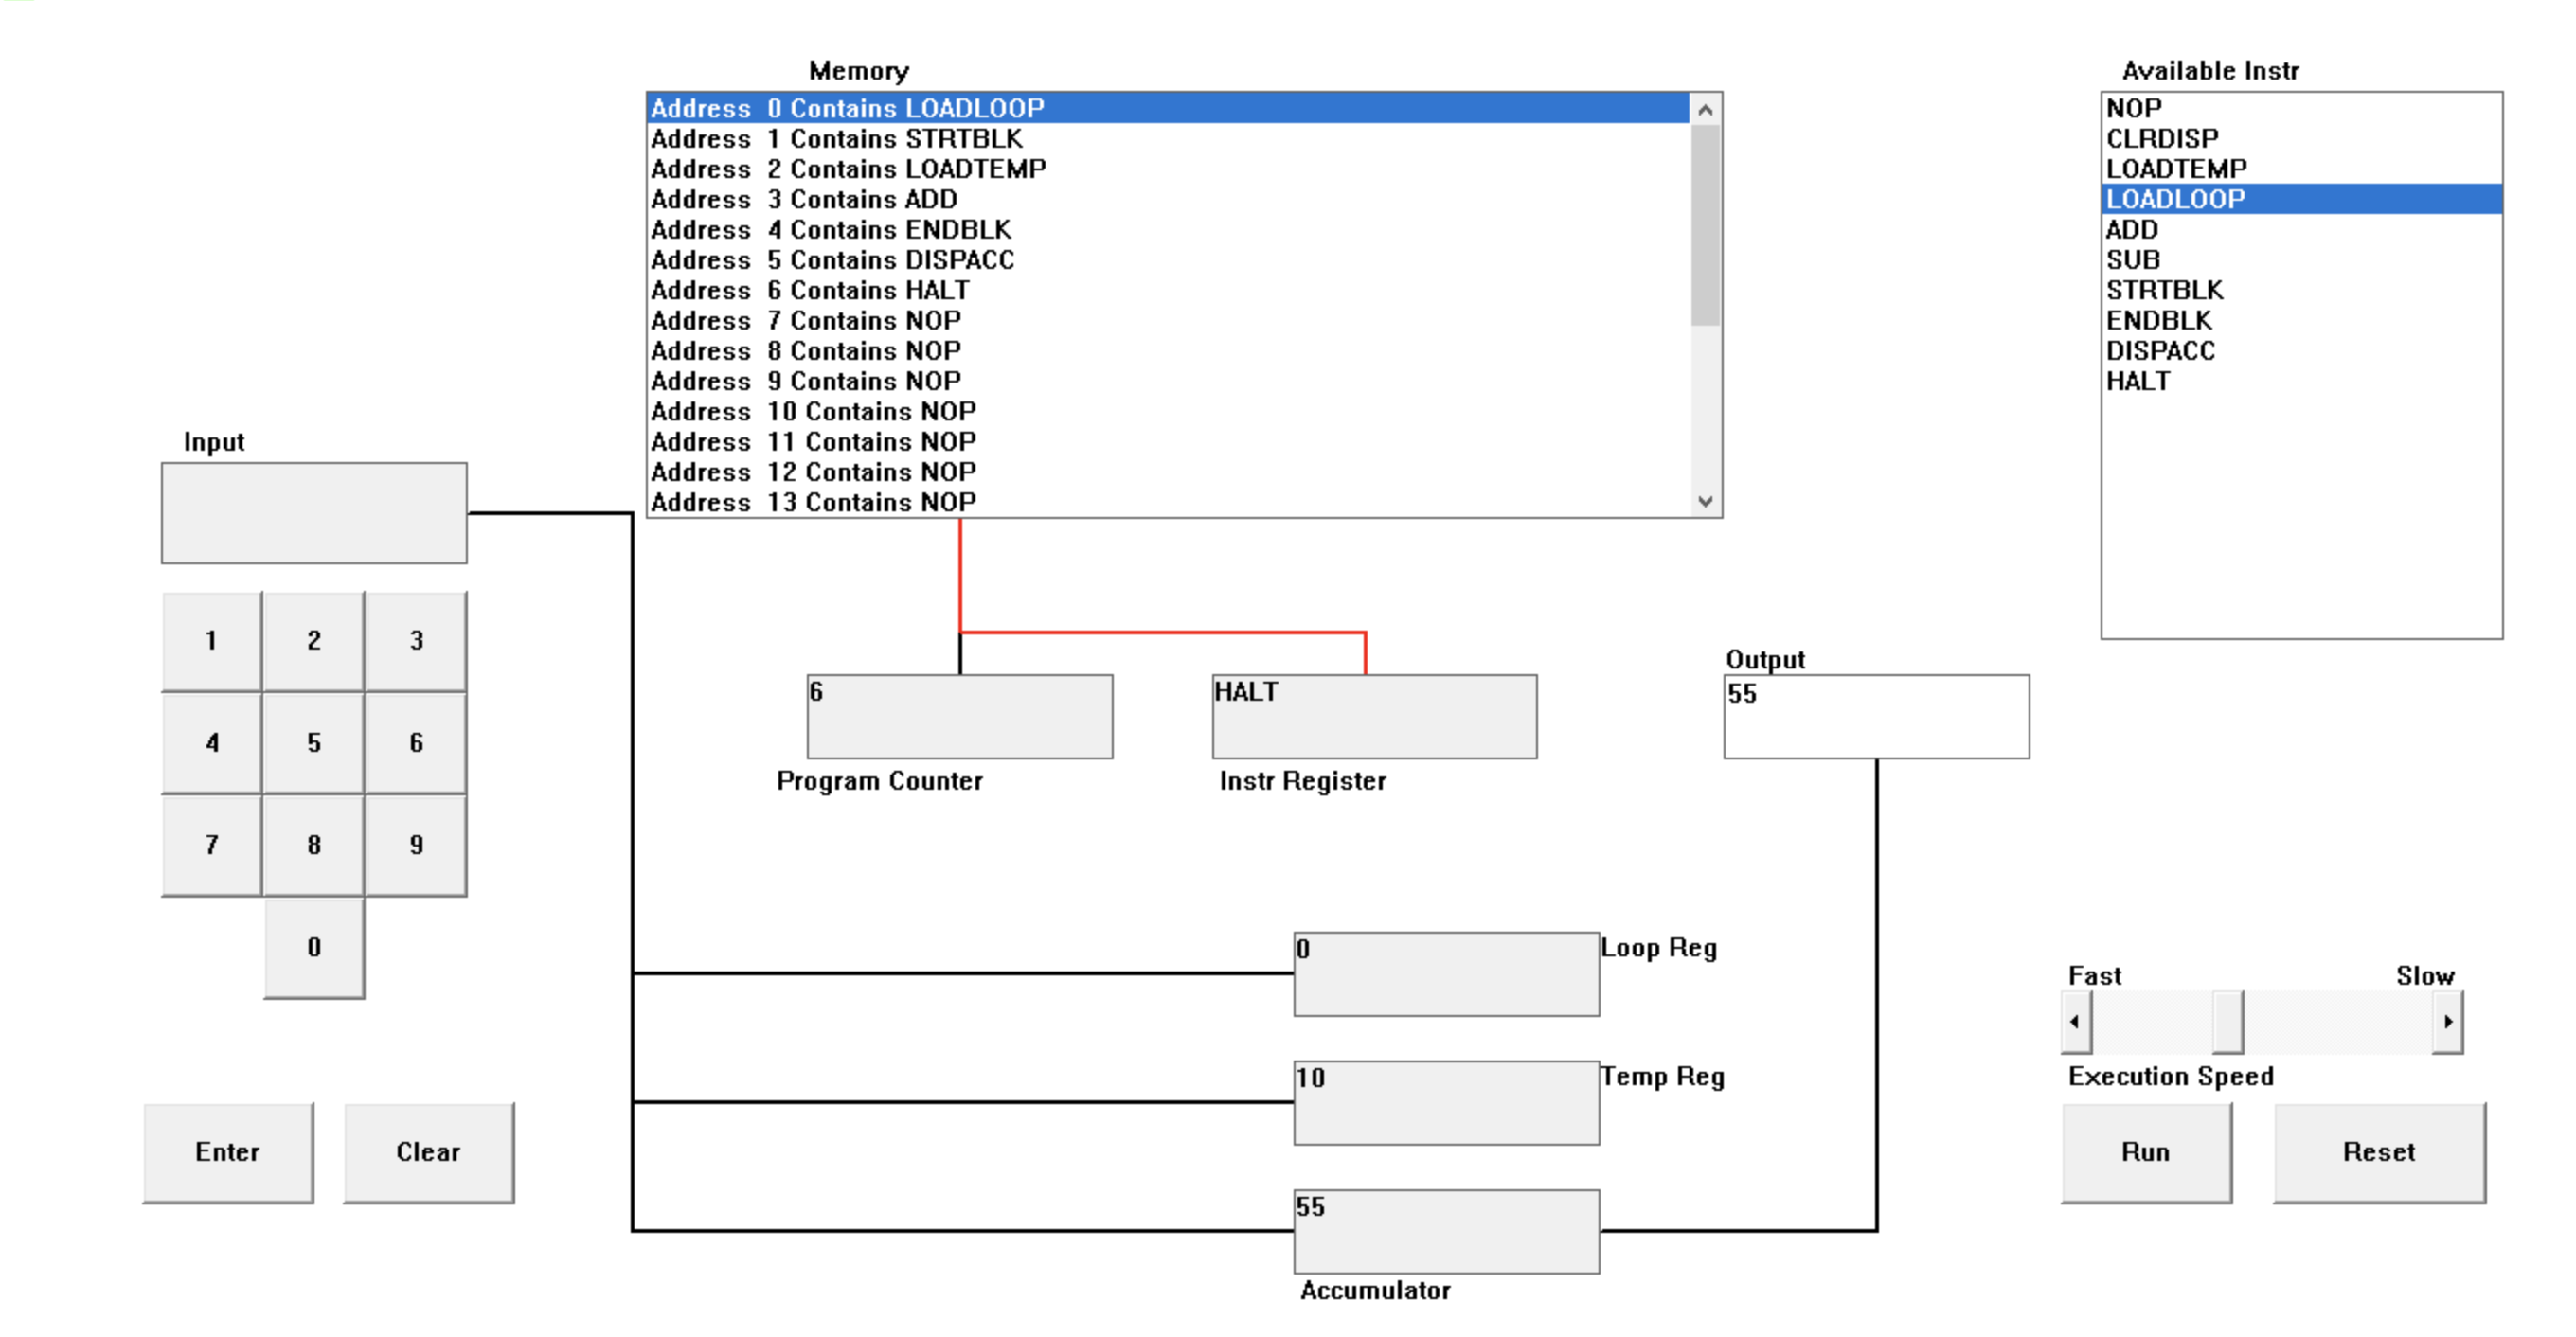 Memory
Address 0 Contains LOADLOOP
Address 1 Contains STRTBLK
Address 2 Contains LOADTEMP
Address 3 Contains ADD
Address 4 Contains ENDBLK
Address 5 Contains DISPACC
Address 6 Contains HALT
Address 7 Contains NOP
Address 8 Contains NOP
Address 9 Contains NOP
Address 10 Contains NOP
Address 11 Contains NOP
Address 12 Contains NOP
Address 13 Contains NOP
Available Instr
NOP
CLRDISP
LOADTEMP
LOADLOOP
ADD
SUB
STRTBLK
ENDBLK
DISPACC
HALT
Input
1 2 3
4 5 6
7 8 9
0
Enter Clear
6
Program Counter
HALT
Instr Register
Output
55
0 Loop Reg
10 Temp Reg
55
Accumulator
Fast Slow
Execution Speed
Run Reset